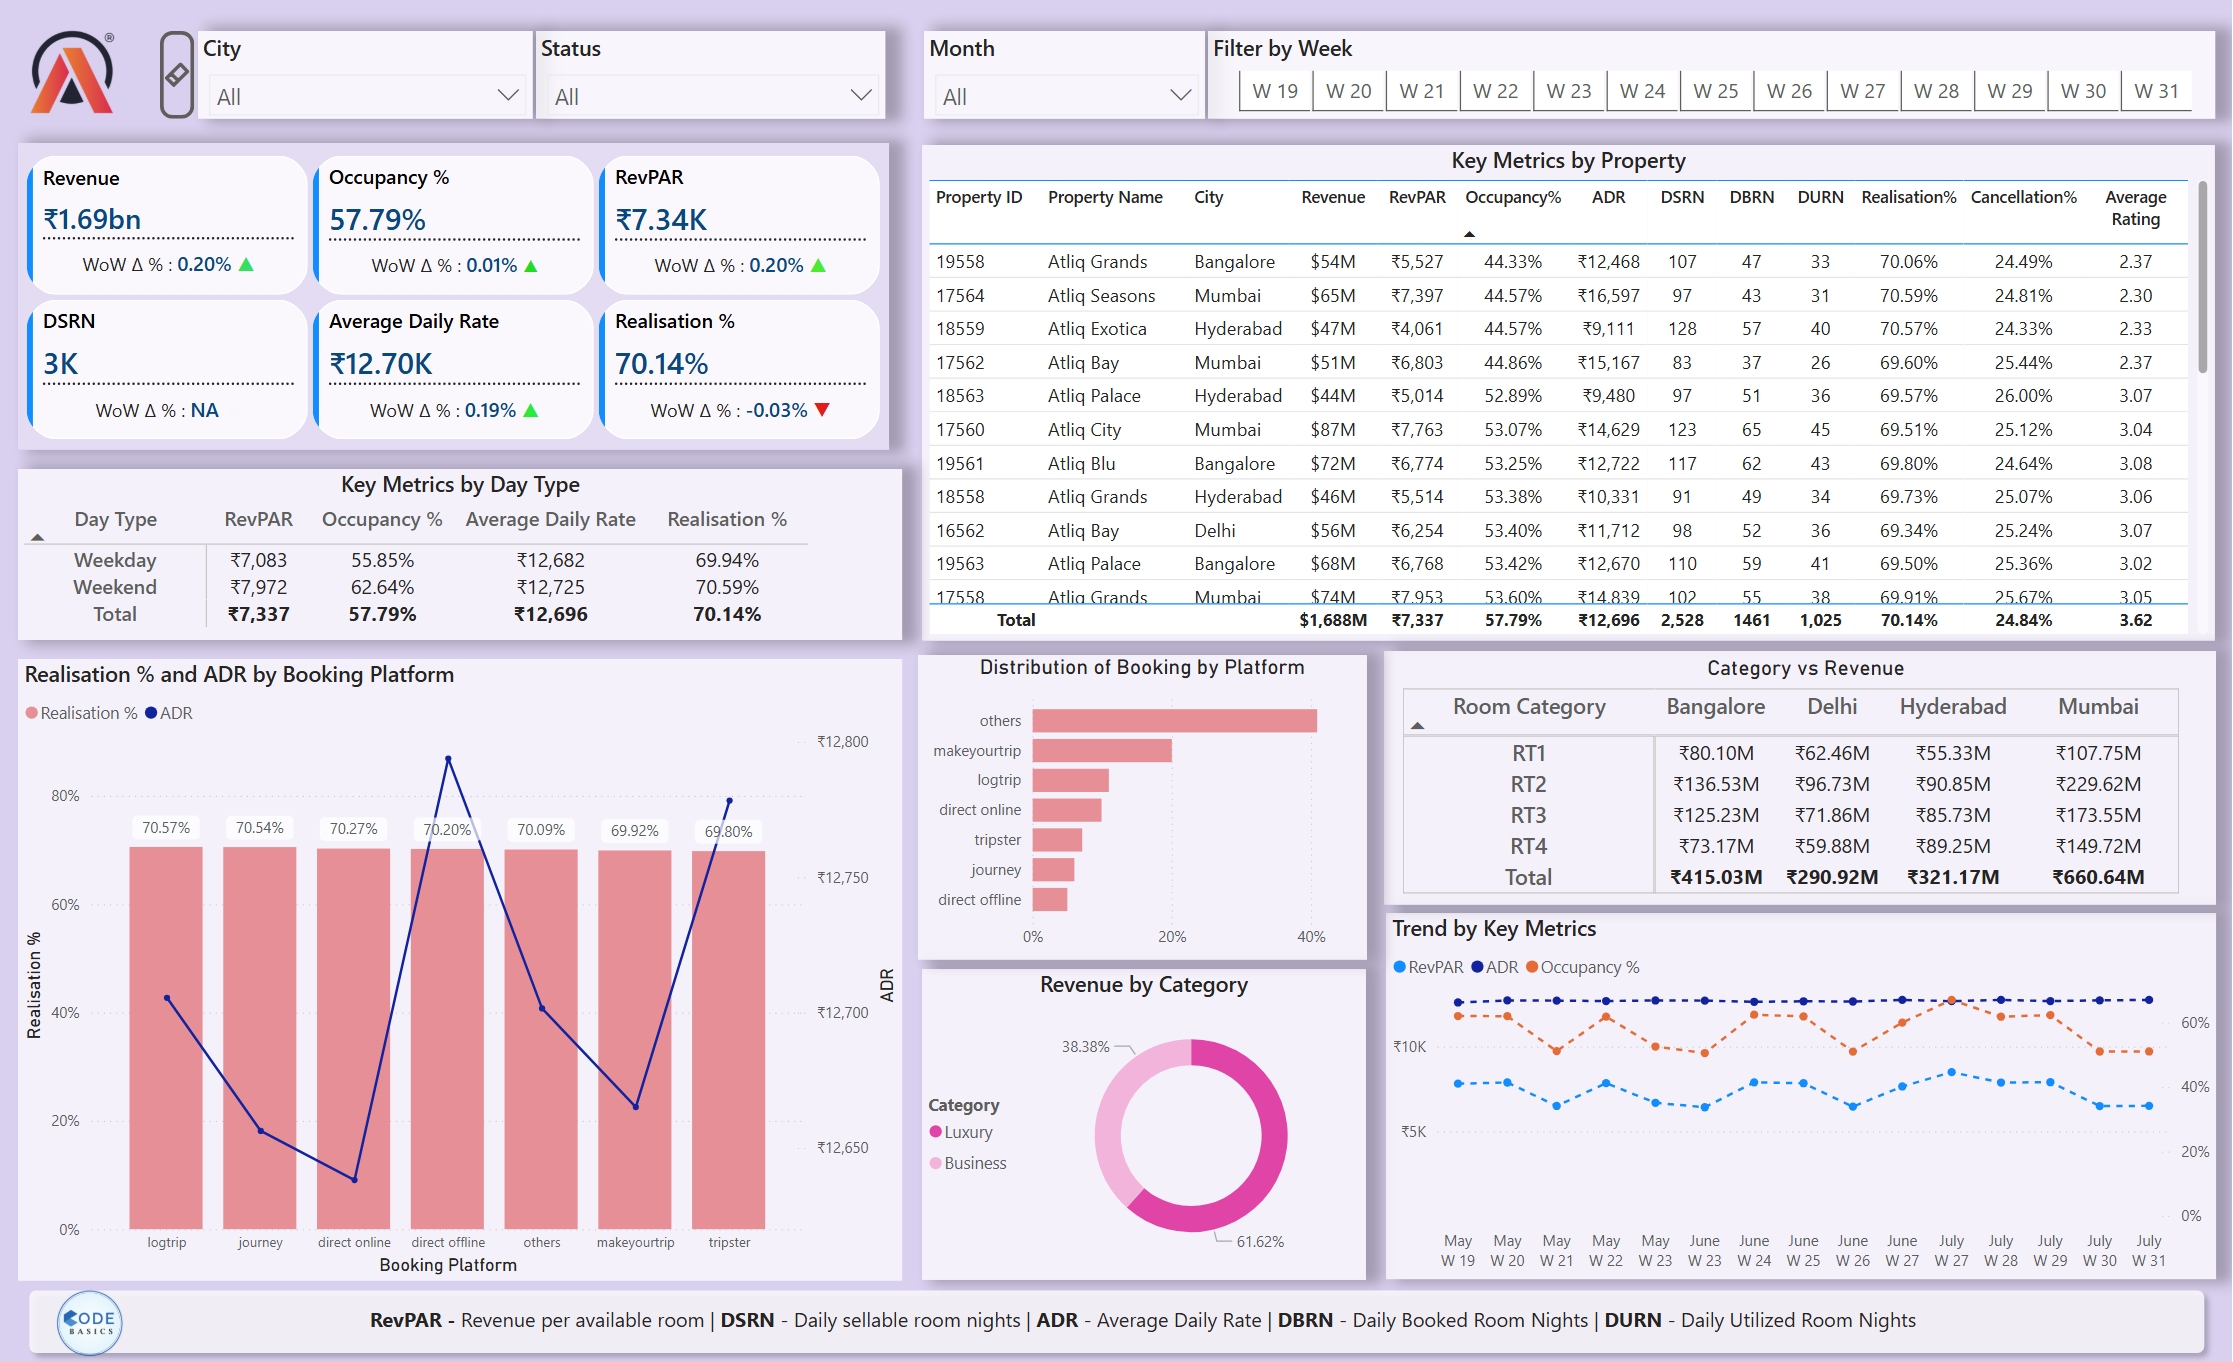 ®
City
All
Status
All
Month
All
Filter by Week
W 19 W 20 W 21 W 22 W 23 W 24 W 25 W 26 W 27 W 28 W 29 W 30 W 31
Revenue
₹1.69bn
WoW Δ % : 0.20%
Occupancy %
57.79%
WoW Δ % : 0.01%
RevPAR
₹7.34K
WoW Δ % : 0.20%
DSRN
3K
WoW Δ % : NA
Average Daily Rate
₹12.70K
WoW Δ % : 0.19%
Realisation %
70.14%
WoW Δ % : -0.03%
Key Metrics by Property
Property ID Property Name City Revenue RevPAR Occupancy% ADR DSRN DBRN DURN Realisation% Cancellation% Average Rating
19558 Atliq Grands Bangalore $54M ₹5,527 44.33% ₹12,468 107 47 33 70.06% 24.49% 2.37
17564 Atliq Seasons Mumbai $65M ₹7,397 44.57% ₹16,597 97 43 31 70.59% 24.81% 2.30
18559 Atliq Exotica Hyderabad $47M ₹4,061 44.57% ₹9,111 128 57 40 70.57% 24.33% 2.33
17562 Atliq Bay Mumbai $51M ₹6,803 44.86% ₹15,167 83 37 26 69.60% 25.44% 2.37
18563 Atliq Palace Hyderabad $44M ₹5,014 52.89% ₹9,480 97 51 36 69.57% 26.00% 3.07
17560 Atliq City Mumbai $87M ₹7,763 53.07% ₹14,629 123 65 45 69.51% 25.12% 3.04
19561 Atliq Blu Bangalore $72M ₹6,774 53.25% ₹12,722 117 62 43 69.80% 24.64% 3.08
18558 Atliq Grands Hyderabad $46M ₹5,514 53.38% ₹10,331 91 49 34 69.73% 25.07% 3.06
16562 Atliq Bay Delhi $56M ₹6,254 53.40% ₹11,712 98 52 36 69.34% 25.24% 3.07
19563 Atliq Palace Bangalore $68M ₹6,768 53.42% ₹12,670 110 59 41 69.50% 25.36% 3.02
17558 Atliq Grands Mumbai $74M ₹7,953 53.60% ₹14,839 102 55 38 69.91% 25.67% 3.05
Total $1,688M ₹7,337 57.79% ₹12,696 2,528 1461 1,025 70.14% 24.84% 3.62
Key Metrics by Day Type
Day Type RevPAR Occupancy % Average Daily Rate Realisation %
Weekday ₹7,083 55.85% ₹12,682 69.94%
Weekend ₹7,972 62.64% ₹12,725 70.59%
Total ₹7,337 57.79% ₹12,696 70.14%
Realisation % and ADR by Booking Platform
Realisation % ADR
₹12,800
₹12,750
₹12,700
₹12,650
80%
60%
40%
20%
0%
Realisation %
ADR
70.57% 70.54% 70.27% 70.20% 70.09% 69.92% 69.80%
logtrip journey direct online direct offline others makeyourtrip tripster
Booking Platform
Distribution of Booking by Platform
others
makeyourtrip
logtrip
direct online
tripster
journey
direct offline
0% 20% 40%
Revenue by Category
38.38%
61.62%
Category
Luxury
Business
Category vs Revenue
Room Category Bangalore Delhi Hyderabad Mumbai
RT1 ₹80.10M ₹62.46M ₹55.33M ₹107.75M
RT2 ₹136.53M ₹96.73M ₹90.85M ₹229.62M
RT3 ₹125.23M ₹71.86M ₹85.73M ₹173.55M
RT4 ₹73.17M ₹59.88M ₹89.25M ₹149.72M
Total ₹415.03M ₹290.92M ₹321.17M ₹660.64M
Trend by Key Metrics
RevPAR ADR Occupancy %
₹10K
₹5K
60%
40%
20%
0%
May May May May May June June June June June July July July July July
W 19 W 20 W 21 W 22 W 23 W 23 W 24 W 25 W 26 W 27 W 27 W 28 W 29 W 30 W 31
CODE
BASICS
RevPAR - Revenue per available room | DSRN - Daily sellable room nights | ADR - Average Daily Rate | DBRN - Daily Booked Room Nights | DURN - Daily Utilized Room Nights